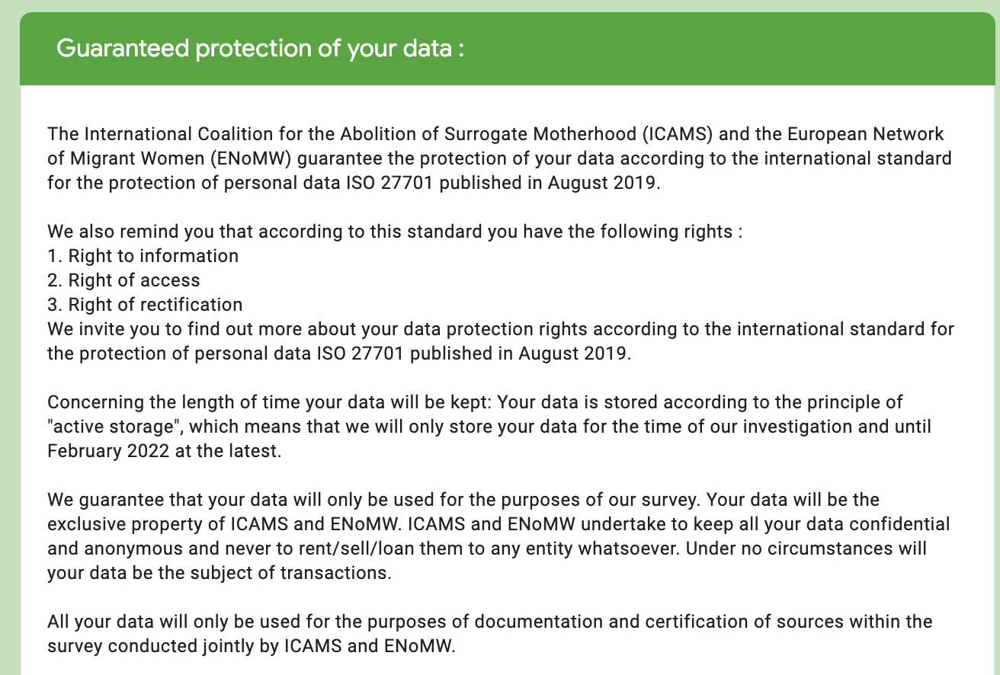 Guaranteed protection of your data :
The International Coalition for the Abolition of Surrogate Motherhood (ICAMS) and the European Network
of Migrant Women (ENoMW) guarantee the protection of your data according to the international standard
for the protection of personal data ISO 27701 published in August 2019.
We also remind you that according to this standard you have the following rights :
1. Right to information
2. Right of access
3. Right of rectification
We invite you to find out more about your data protection rights according to the international standard for
the protection of personal data ISO 27701 published in August 2019.
Concerning the length of time your data will be kept: Your data is stored according to the principle of
"active storage", which means that we will only store your data for the time of our investigation and until
February 2022 at the latest.
We guarantee that your data will only be used for the purposes of our survey. Your data will be the
exclusive property of ICAMS and ENoMW. ICAMS and ENoMW undertake to keep all your data confidential
and anonymous and never to rent/sell/loan them to any entity whatsoever. Under no circumstances will
your data be the subject of transactions.
All your data will only be used for the purposes of documentation and certification of sources within the
survey conducted jointly by ICAMS and ENoMW.